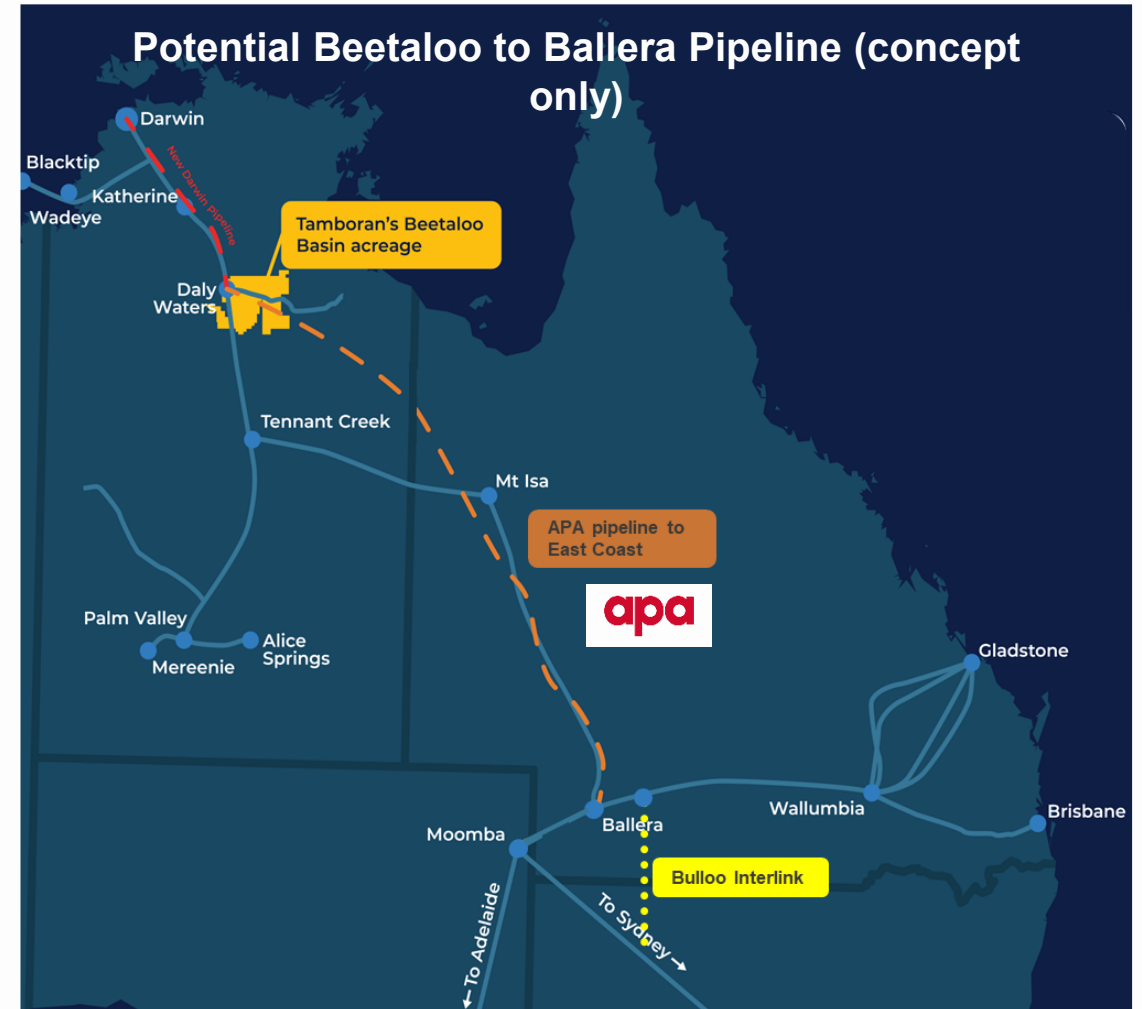 Potential Beetaloo to Ballera Pipeline (concept
only)
Darwin
Blacktip
New Darwin pipeline
Katherine
Wadeye
Tamboran's Beetaloo
Basin acreage
Daly
Waters
Tennant Creek
Mt Isa
APA pipeline to
East Coast
apa
Palm Valley
Alice
Springs
Mereenie
Gladstone
Wallumbia
Brisbane
Ballera
Moomba
Bulloo Interlink
← To Adelaide
To Sydney →